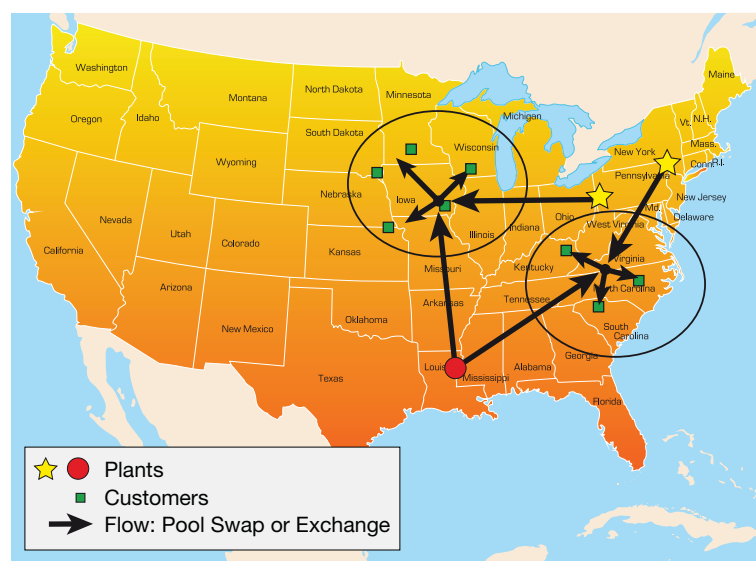 Washington
Montana
North Dakota
Minnesota
Maine
Oregon
Idaho
South Dakota
Wisconsin
Michigan
Vt.
N.H.
Mass.
New York
Conn.
R.I.
Wyoming
Nebraska
Iowa
Pennsylvania
New Jersey
Nevada
Utah
Colorado
Kansas
Illinois
Indiana
Ohio
Md.
Delaware
West Virginia
Virginia
California
Missouri
Kentucky
Arizona
New Mexico
Oklahoma
Arkansas
Tennessee
North Carolina
South
Carolina
Texas
Mississippi
Alabama
Georgia
Florida
Plants
Customers
Flow: Pool Swap or Exchange